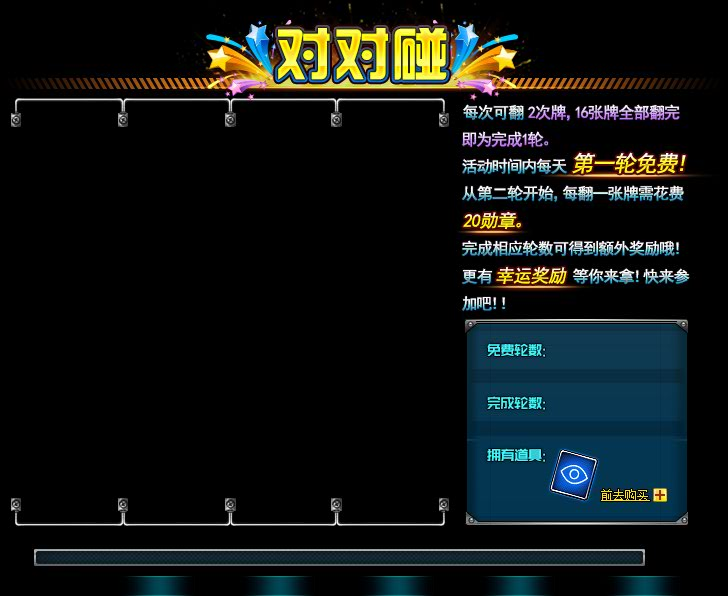 对对碰
每次可翻 2次牌, 16张牌全部翻完
即为完成1轮。
活动时间内每天 第一轮免费!
从第二轮开始, 每翻一张牌需花费
20勋章。
完成相应轮数可得到额外奖励哦!
更有 幸运奖励 等你来拿! 快来参
加吧! !
免费轮数:
完成轮数:
拥有道具:
前去购买